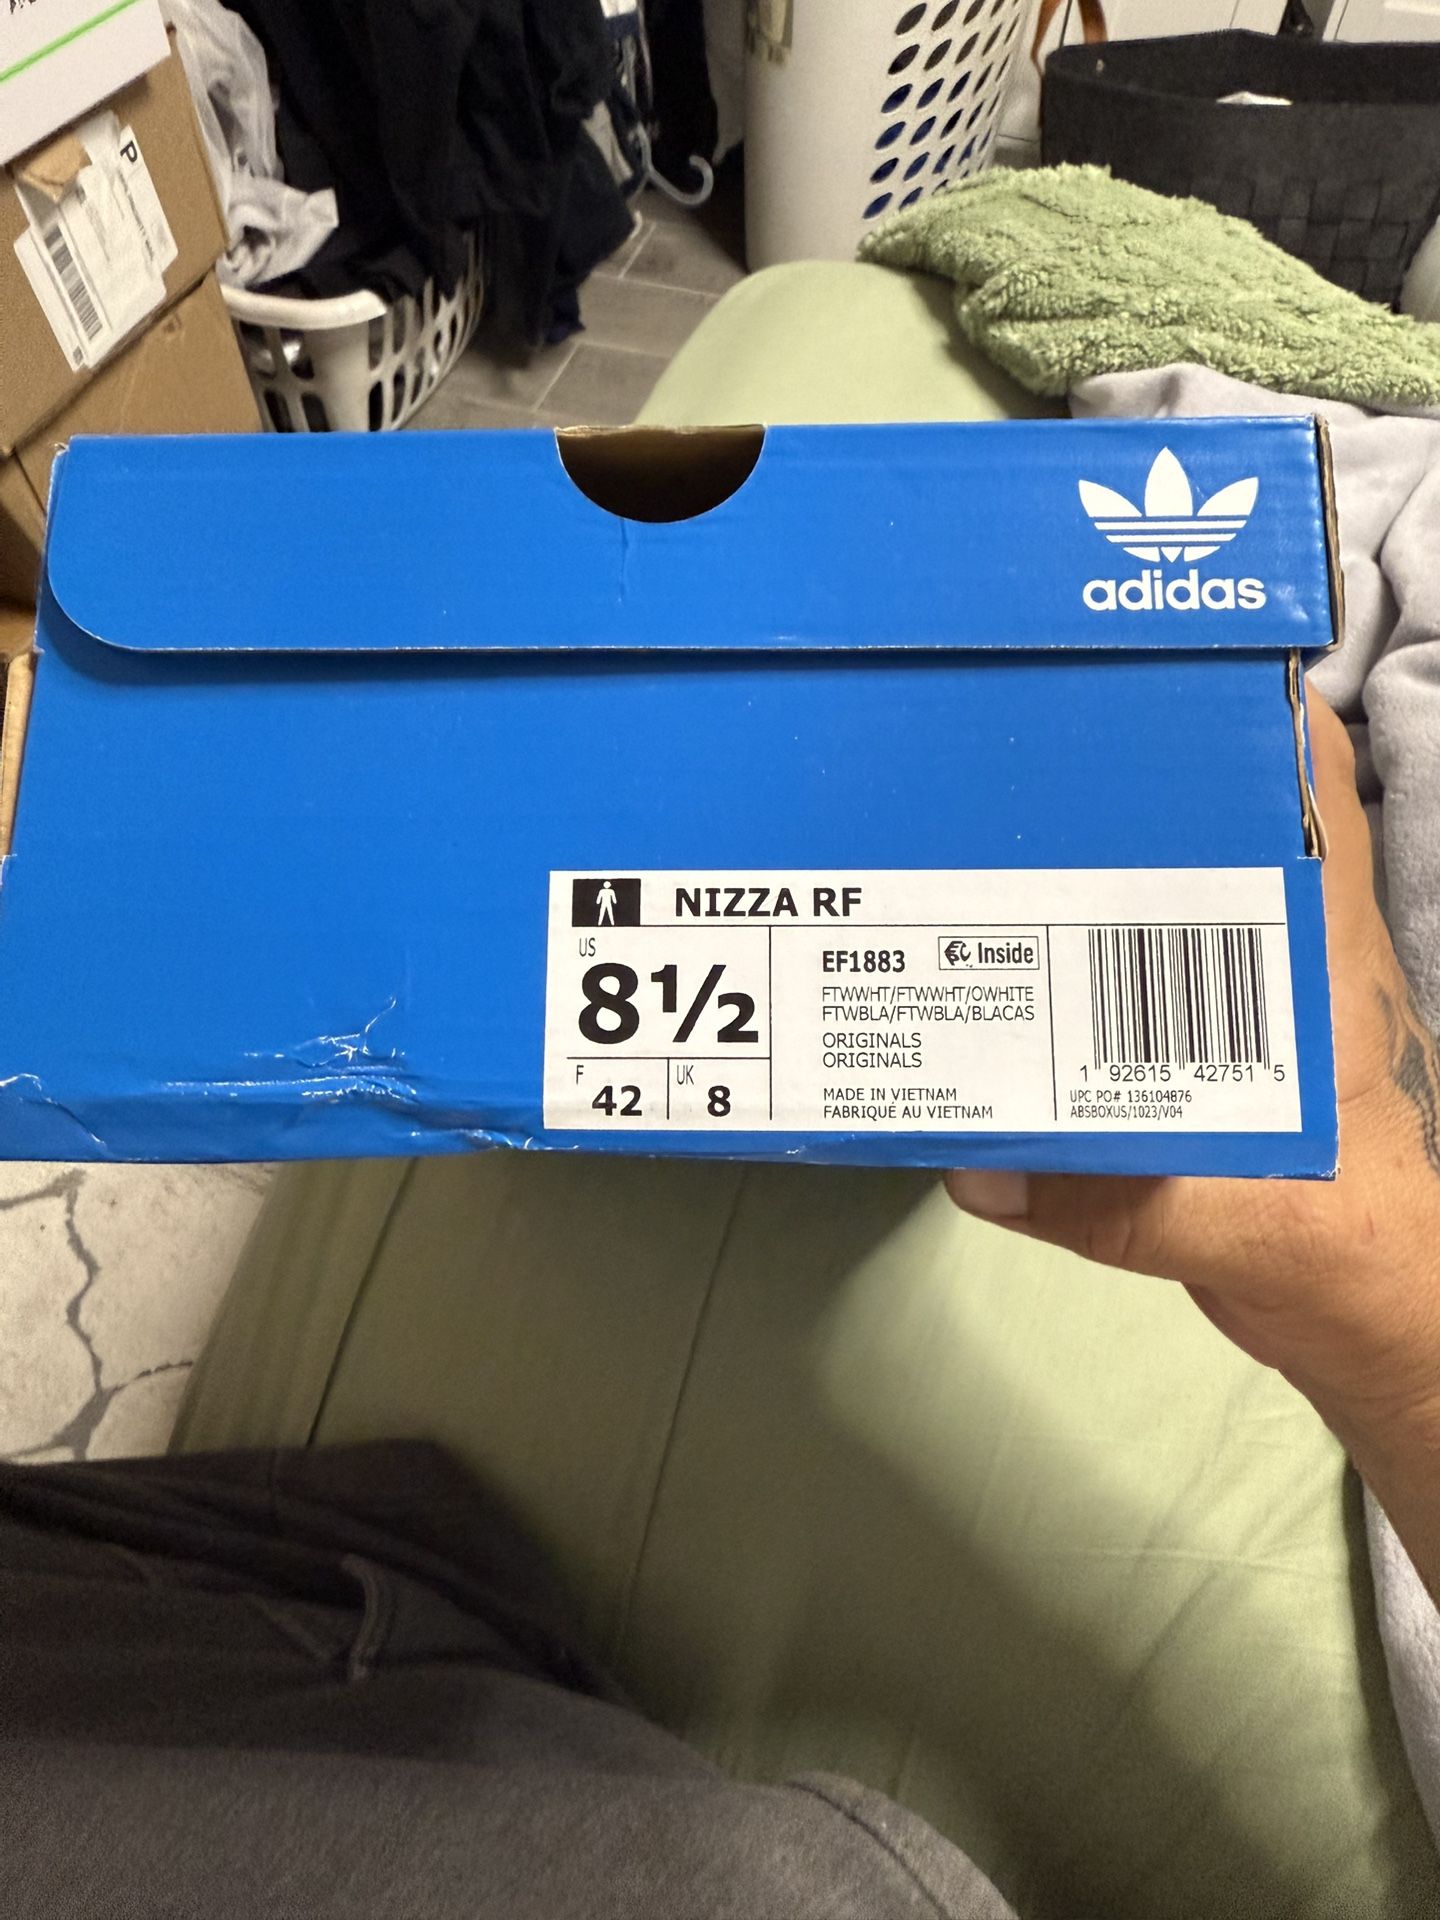 P
adidas
NIZZA RF
US
8½
F
42
UK
8
EF1883
EPC Inside
FTWWHT/FTWWHT/OWHITE
FTWBLA/FTWBLA/BLACAS
ORIGINALS
ORIGINALS
MADE IN VIETNAM
FABRIQUÉ AU VIETNAM
1 92615 42751 5
UPC PO# 136104876
ABSBOXUS/1023/V04